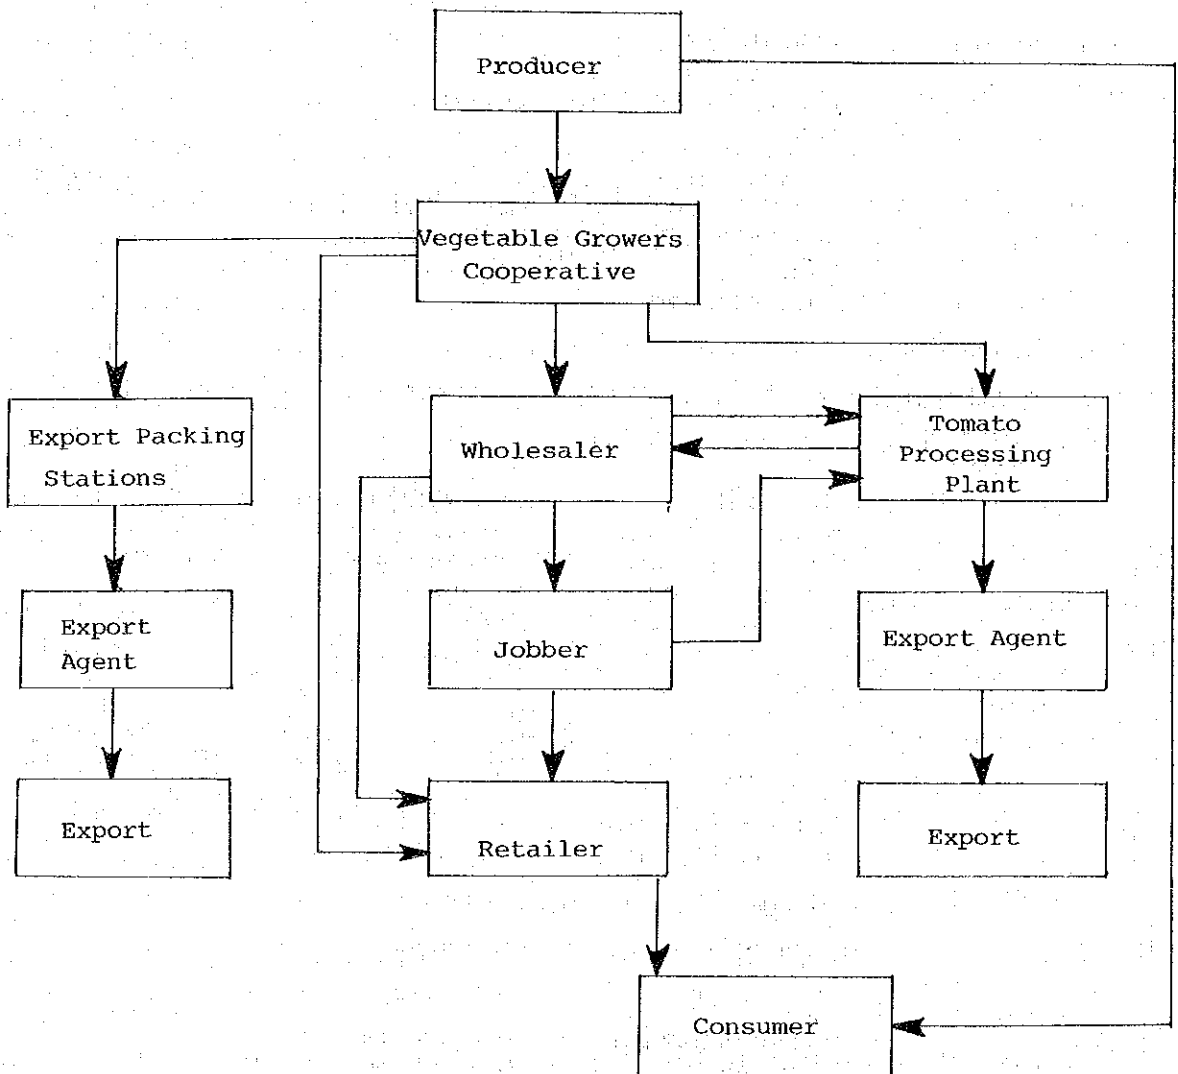 Producer
Vegetable Growers
Cooperative
Export Packing
Stations
Wholesaler
Tomato
Processing
Plant
Export
Agent
Jobber
Export Agent
Export
Retailer
Export
Consumer